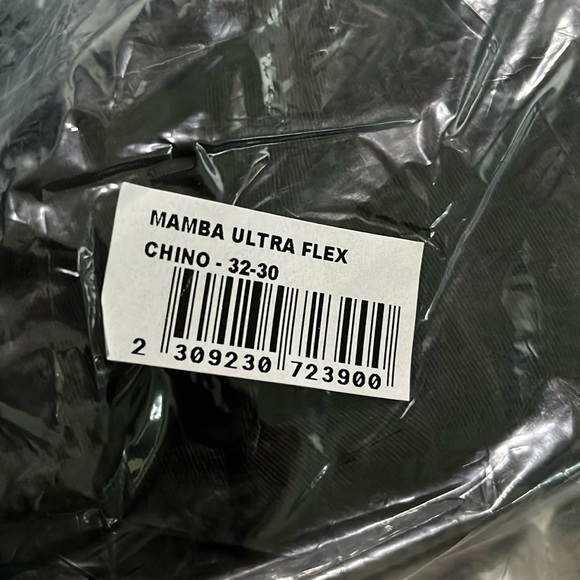 MAMBA ULTRA FLEX
CHINO - 32-30
2 309230 723900